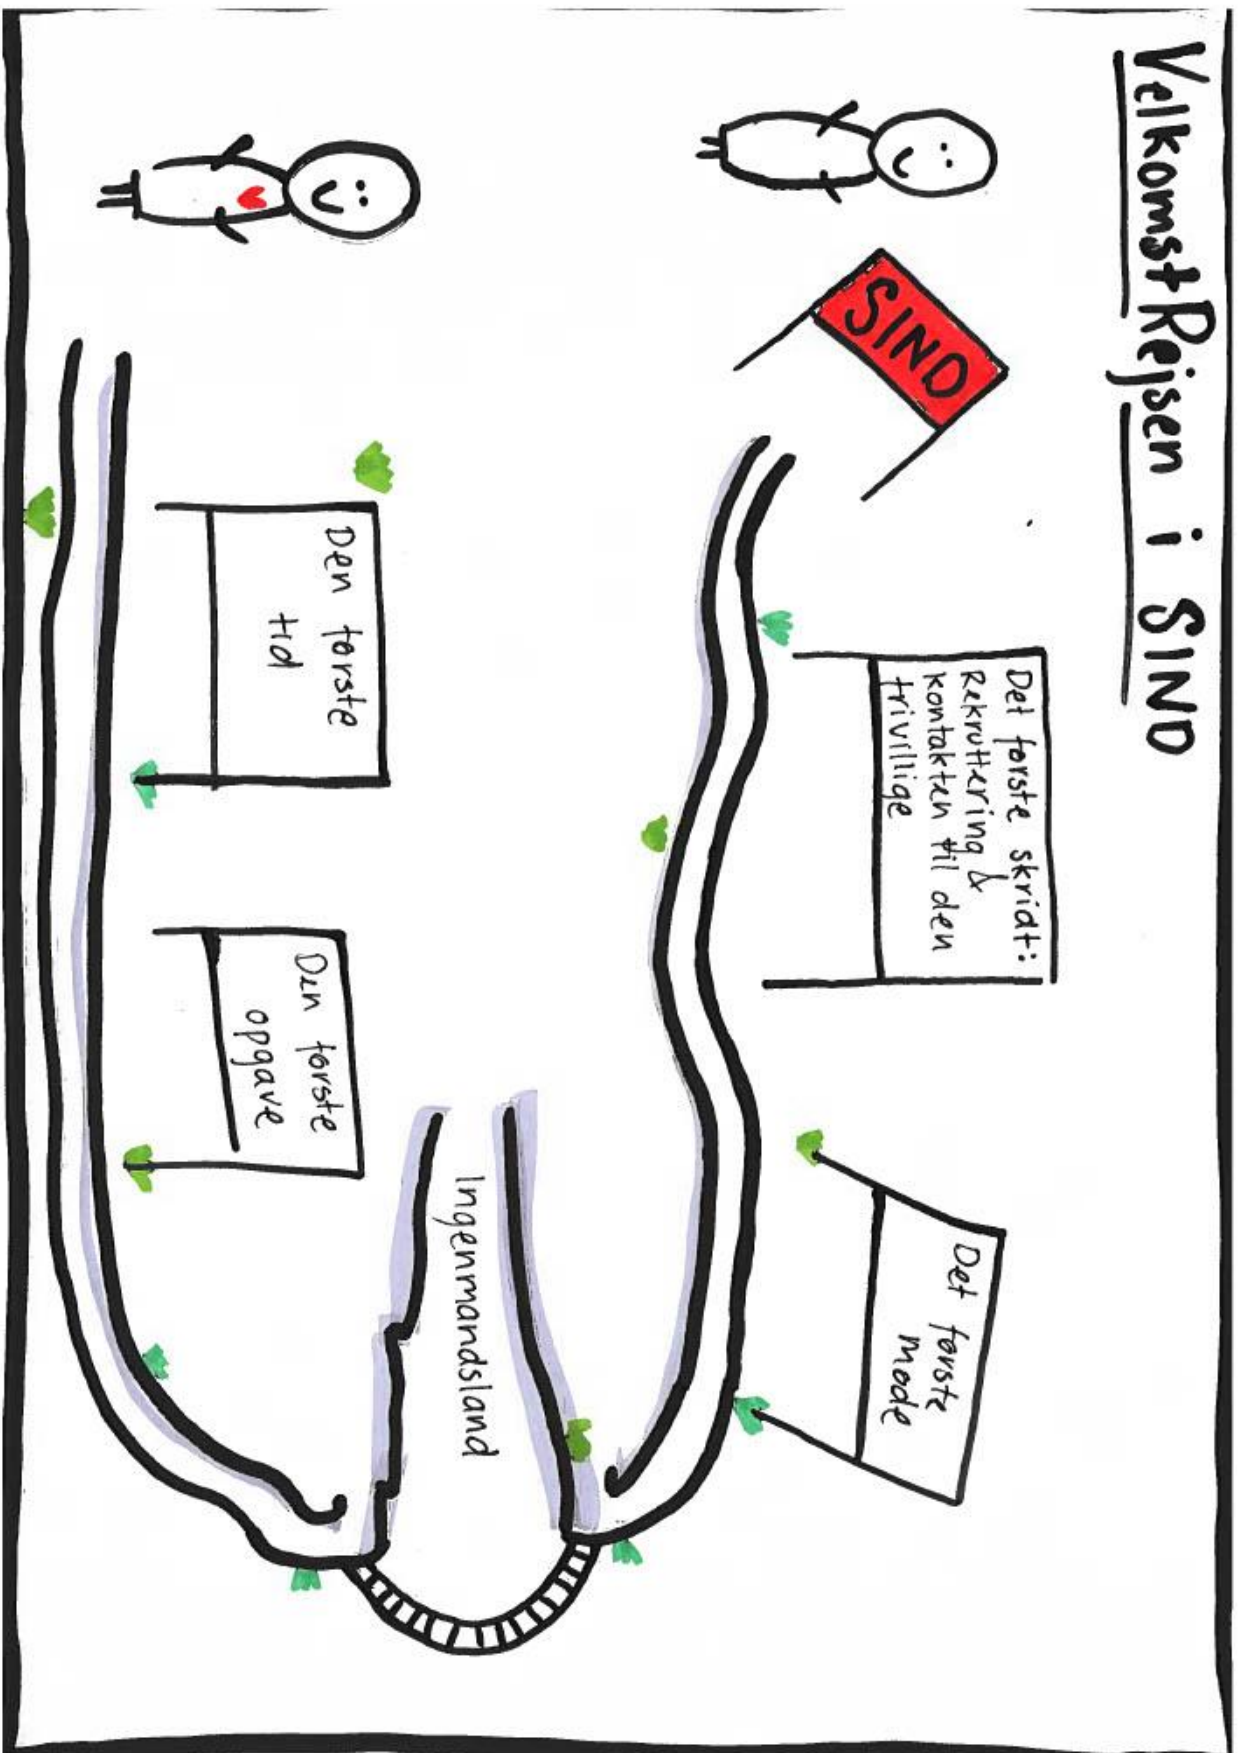 VelkomstRejsen i SIND
SIND
Det første skridt:
Rekruttering &
kontakten til den
frivillige
Det første
møde
Ingenmandsland
Den første
opgave
Den første
tid